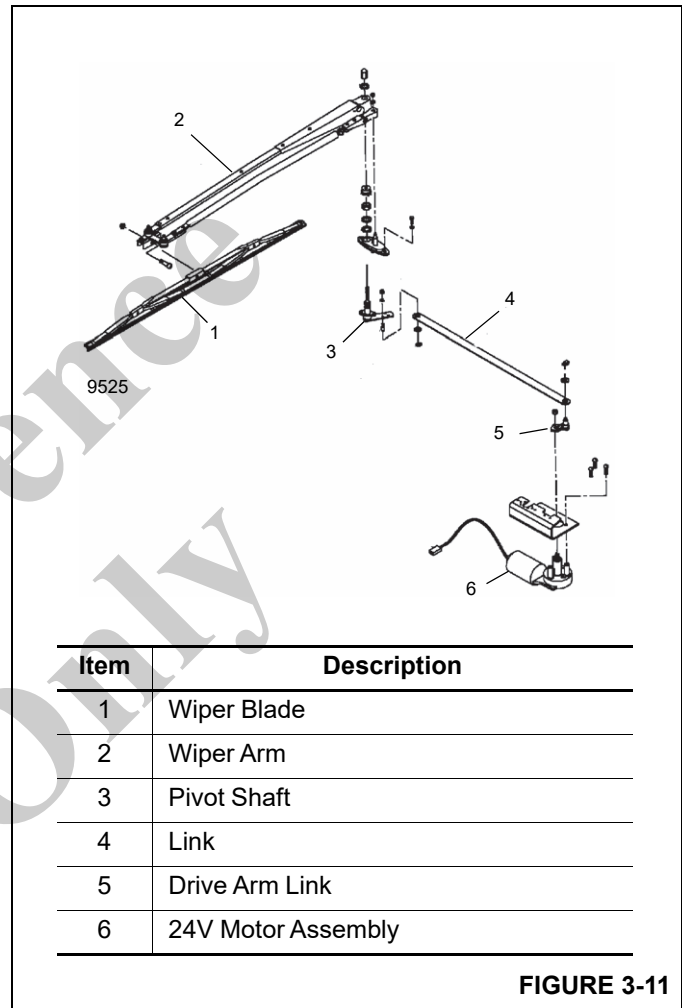 2
1
9525
3
4
5
6
Item Description
1 Wiper Blade
2 Wiper Arm
3 Pivot Shaft
4 Link
5 Drive Arm Link
6 24V Motor Assembly
FIGURE 3-11
Only